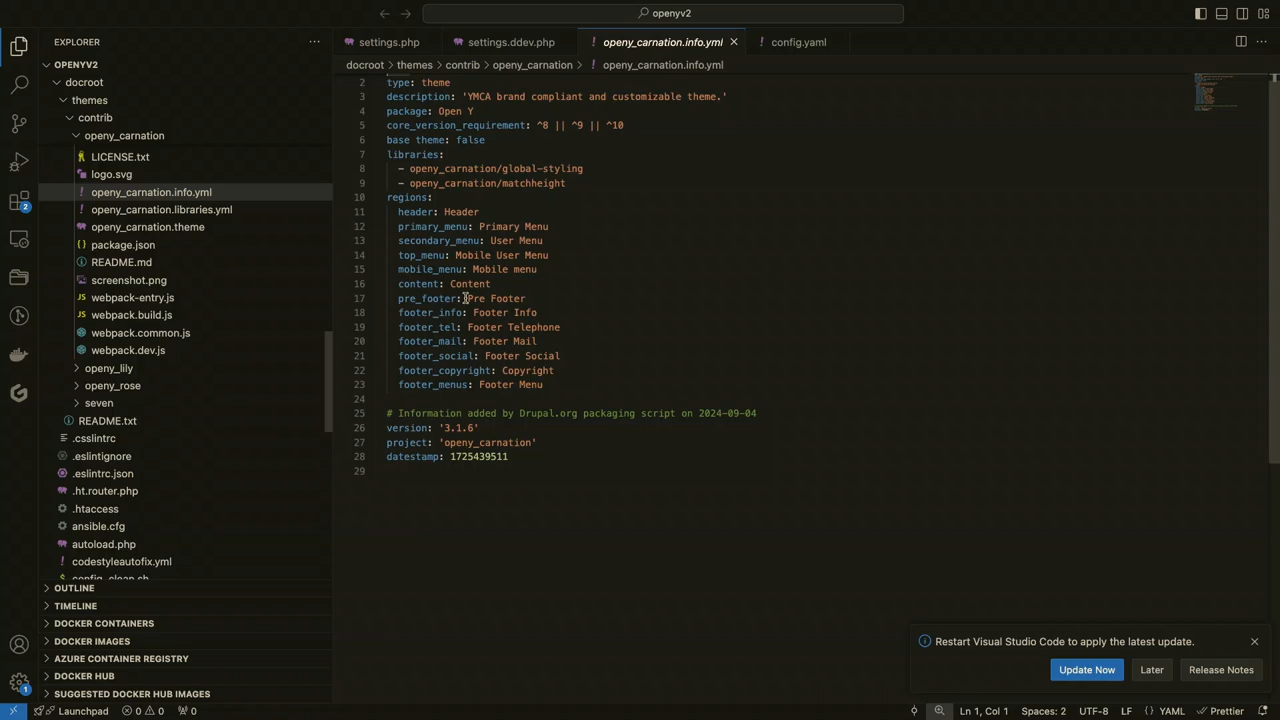 openyv2
EXPLORER
OPENYV2
docroot
themes
contrib
openy_carnation
LICENSE.txt
logo.svg
openy_carnation.info.yml
openy_carnation.libraries.yml
openy_carnation.theme
package.json
README.md
screenshot.png
webpack-entry.js
webpack.build.js
webpack.common.js
webpack.dev.js
openy_lily
openy_rose
seven
README.txt
.csslintrc
.eslintignore
.eslintrc.json
.ht.router.php
.htaccess
ansible.cfg
autoload.php
codestyleautofix.yml
config_clean.sh
OUTLINE
TIMELINE
DOCKER CONTAINERS
DOCKER IMAGES
AZURE CONTAINER REGISTRY
DOCKER HUB
SUGGESTED DOCKER HUB IMAGES
settings.php
settings.ddev.php
openy_carnation.info.yml
config.yaml
docroot > themes > contrib > openy_carnation > ! openy_carnation.info.yml
2 type: theme
3 description: 'YMCA brand compliant and customizable theme.'
4 package: Open Y
5 core_version_requirement: ^8 || ^9 || ^10
6 base theme: false
7 libraries:
8 - openy_carnation/global-styling
9 - openy_carnation/matchheight
10 regions:
11 header: Header
12 primary_menu: Primary Menu
13 secondary_menu: User Menu
14 top_menu: Mobile User Menu
15 mobile_menu: Mobile menu
16 content: Content
17 pre_footer: Pre Footer
18 footer_info: Footer Info
19 footer_tel: Footer Telephone
20 footer_mail: Footer Mail
21 footer_social: Footer Social
22 footer_copyright: Copyright
23 footer_menus: Footer Menu
24
25 # Information added by Drupal.org packaging script on 2024-09-04
26 version: '3.1.6'
27 project: 'openy_carnation'
28 datestamp: 1725439511
29
Restart Visual Studio Code to apply the latest update.
Update Now
Later
Release Notes
2
1
Launchpad 0 0 0 Ln 1, Col 1 Spaces: 2 UTF-8 LF {} YAML Prettier